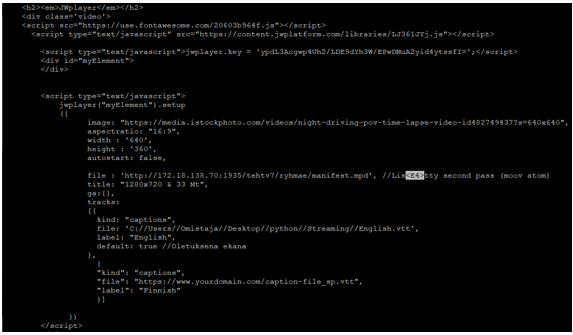 <h2><em>JWplayer</em></h2>
<div class='video'>
<script src="https://use.fontawesome.com/20603b964f.js"></script>
<script type="text/javascript" src="https://content.jwplatform.com/libraries/LJ361JYj.js"></script>
<script type="text/javascript">jwplayer.key = 'ypdL3Acgwp4Uh2/LDE9dYh3W/EPwDMuA2yid4ytssfI=';</script>
<div id="myElement">
</div>
<script type="text/javascript">
jwplayer("myElement").setup
({
image: "https://media.istockphoto.com/videos/night-driving-pov-time-lapse-video-id482749437?s=640x640",
aspectratio: "16:9",
width : '640',
height : '360',
autostart: false,
file : 'http://172.18.138.70:1935/tehtv7/ryhmae/manifest.mpd', //Lis<E4>tty second pass (moov atom)
title: "1280x720 & 33 Mt",
ga:{},
tracks:
[{
kind: "captions",
file: 'C://Users//Omistaja//Desktop//python//Streaming//English.vtt',
label: "English",
default: true //Oletuksena ekana
},
{
"kind": "captions",
"file": "https://www.yourdomain.com/caption-file_sp.vtt",
"label": "Finnish"
}]
})
</script>